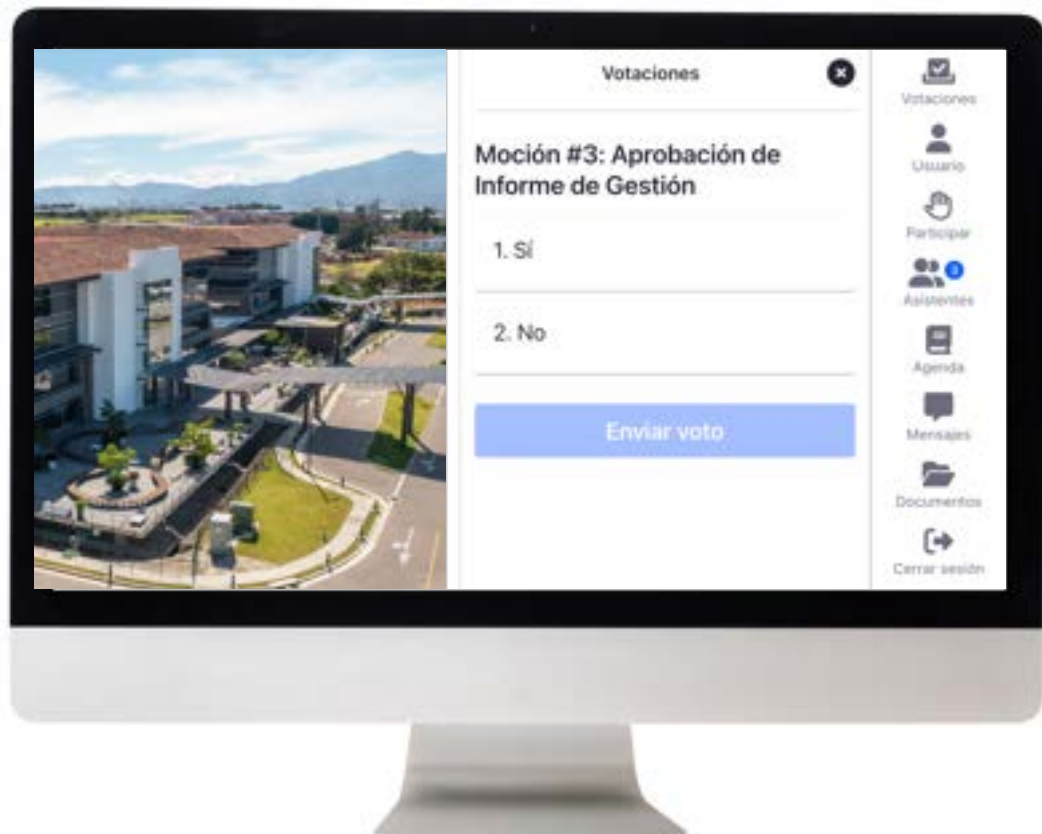 Votaciones
Moción #3: Aprobación de
Informe de Gestión
1. Sí
2. No
Enviar voto
Votaciones
Usuario
Participar
Asistentes
Agenda
Mensajes
Documentos
Cerrar sesión